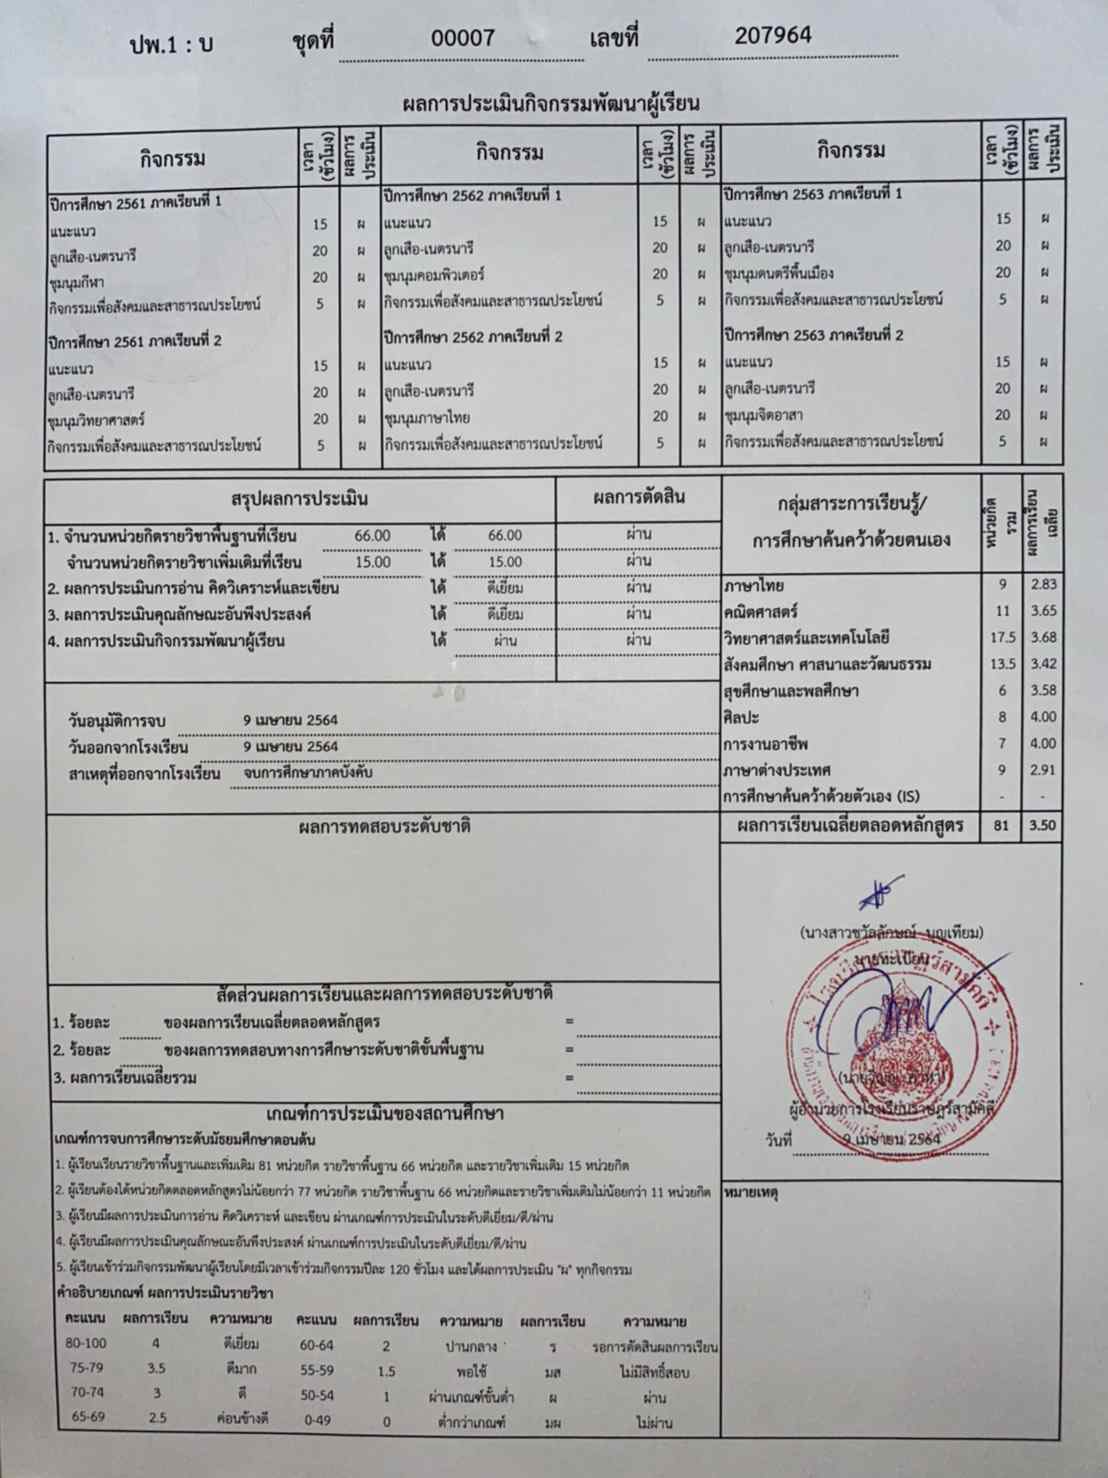 ปพ.1 : บ ชุดที่ 00007 เลขที่ 207964
ผลการประเมินกิจกรรมพัฒนาผู้เรียน
กิจกรรม เวลา (ชั่วโมง) ผลการประเมิน กิจกรรม เวลา (ชั่วโมง) ผลการประเมิน กิจกรรม เวลา (ชั่วโมง) ผลการประเมิน
ปีการศึกษา 2561 ภาคเรียนที่ 1 ปีการศึกษา 2562 ภาคเรียนที่ 1 ปีการศึกษา 2563 ภาคเรียนที่ 1
แนะแนว 15 ผ แนะแนว 15 ผ แนะแนว 15 ผ
ลูกเสือ-เนตรนารี 20 ผ ลูกเสือ-เนตรนารี 20 ผ ลูกเสือ-เนตรนารี 20 ผ
ชุมนุมกีฬา 20 ผ ชุมนุมคอมพิวเตอร์ 20 ผ ชุมนุมดนตรีพื้นเมือง 20 ผ
กิจกรรมเพื่อสังคมและสาธารณประโยชน์ 5 ผ กิจกรรมเพื่อสังคมและสาธารณประโยชน์ 5 ผ กิจกรรมเพื่อสังคมและสาธารณประโยชน์ 5 ผ
ปีการศึกษา 2561 ภาคเรียนที่ 2 ปีการศึกษา 2562 ภาคเรียนที่ 2 ปีการศึกษา 2563 ภาคเรียนที่ 2
แนะแนว 15 ผ แนะแนว 15 ผ แนะแนว 15 ผ
ลูกเสือ-เนตรนารี 20 ผ ลูกเสือ-เนตรนารี 20 ผ ลูกเสือ-เนตรนารี 20 ผ
ชุมนุมวิทยาศาสตร์ 20 ผ ชุมนุมภาษาไทย 20 ผ ชุมนุมจิตอาสา 20 ผ
กิจกรรมเพื่อสังคมและสาธารณประโยชน์ 5 ผ กิจกรรมเพื่อสังคมและสาธารณประโยชน์ 5 ผ กิจกรรมเพื่อสังคมและสาธารณประโยชน์ 5 ผ
สรุปผลการประเมิน ผลการตัดสิน
1. จำนวนหน่วยกิตรายวิชาพื้นฐานที่เรียน 66.00 ได้ 66.00 ผ่าน
จำนวนหน่วยกิตรายวิชาเพิ่มเติมที่เรียน 15.00 ได้ 15.00 ผ่าน
2. ผลการประเมินการอ่าน คิดวิเคราะห์และเขียน ได้ ดีเยี่ยม ผ่าน
3. ผลการประเมินคุณลักษณะอันพึงประสงค์ ได้ ดีเยี่ยม ผ่าน
4. ผลการประเมินกิจกรรมพัฒนาผู้เรียน ได้ ผ่าน ผ่าน
วันอนุมัติการจบ 9 เมษายน 2564
วันออกจากโรงเรียน 9 เมษายน 2564
สาเหตุที่ออกจากโรงเรียน จบการศึกษาภาคบังคับ
กลุ่มสาระการเรียนรู้/ การศึกษาค้นคว้าด้วยตนเอง หน่วยกิตรวม ผลการเรียนเฉลี่ย
ภาษาไทย 9 2.83
คณิตศาสตร์ 11 3.65
วิทยาศาสตร์และเทคโนโลยี 17.5 3.68
สังคมศึกษา ศาสนาและวัฒนธรรม 13.5 3.42
สุขศึกษาและพลศึกษา 6 3.58
ศิลปะ 8 4.00
การงานอาชีพ 7 4.00
ภาษาต่างประเทศ 9 2.91
การศึกษาค้นคว้าด้วยตัวเอง (IS) - -
ผลการเรียนเฉลี่ยตลอดหลักสูตร 81 3.50
ผลการทดสอบระดับชาติ
สัดส่วนผลการเรียนและผลการทดสอบระดับชาติ
1. ร้อยละ ของผลการเรียนเฉลี่ยตลอดหลักสูตร =
2. ร้อยละ ของผลการทดสอบทางการศึกษาระดับชาติขั้นพื้นฐาน =
3. ผลการเรียนเฉลี่ยรวม =
(นางสาวชวัลลักษณ์ บุญเทียม)
นายทะเบียน
ผู้อำนวยการโรงเรียนราษฎร์สามัคคี
วันที่ 9 เมษายน 2564
หมายเหตุ
เกณฑ์การประเมินของสถานศึกษา
เกณฑ์การจบการศึกษาระดับมัธยมศึกษาตอนต้น
1. ผู้เรียนเรียนรายวิชาพื้นฐานและเพิ่มเติม 81 หน่วยกิต รายวิชาพื้นฐาน 66 หน่วยกิต และรายวิชาเพิ่มเติม 15 หน่วยกิต
2. ผู้เรียนต้องได้หน่วยกิตตลอดหลักสูตรไม่น้อยกว่า 77 หน่วยกิต รายวิชาพื้นฐาน 66 หน่วยกิตและรายวิชาเพิ่มเติมไม่น้อยกว่า 11 หน่วยกิต
3. ผู้เรียนมีผลการประเมินการอ่าน คิดวิเคราะห์ และเขียน ผ่านเกณฑ์การประเมินในระดับดีเยี่ยม/ดี/ผ่าน
4. ผู้เรียนมีผลการประเมินคุณลักษณะอันพึงประสงค์ ผ่านเกณฑ์การประเมินในระดับดีเยี่ยม/ดี/ผ่าน
5. ผู้เรียนเข้าร่วมกิจกรรมพัฒนาผู้เรียนโดยมีเวลาเข้าร่วมกิจกรรมปีละ 120 ชั่วโมง และได้ผลการประเมิน "ผ" ทุกกิจกรรม
คำอธิบายเกณฑ์ ผลการประเมินรายวิชา
คะแนน ผลการเรียน ความหมาย คะแนน ผลการเรียน ความหมาย ผลการเรียน ความหมาย
80-100 4 ดีเยี่ยม 60-64 2 ปานกลาง ร รอการตัดสินผลการเรียน
75-79 3.5 ดีมาก 55-59 1.5 พอใช้ มส ไม่มีสิทธิ์สอบ
70-74 3 ดี 50-54 1 ผ่านเกณฑ์ขั้นต่ำ ผ ผ่าน
65-69 2.5 ค่อนข้างดี 0-49 0 ต่ำกว่าเกณฑ์ มผ ไม่ผ่าน